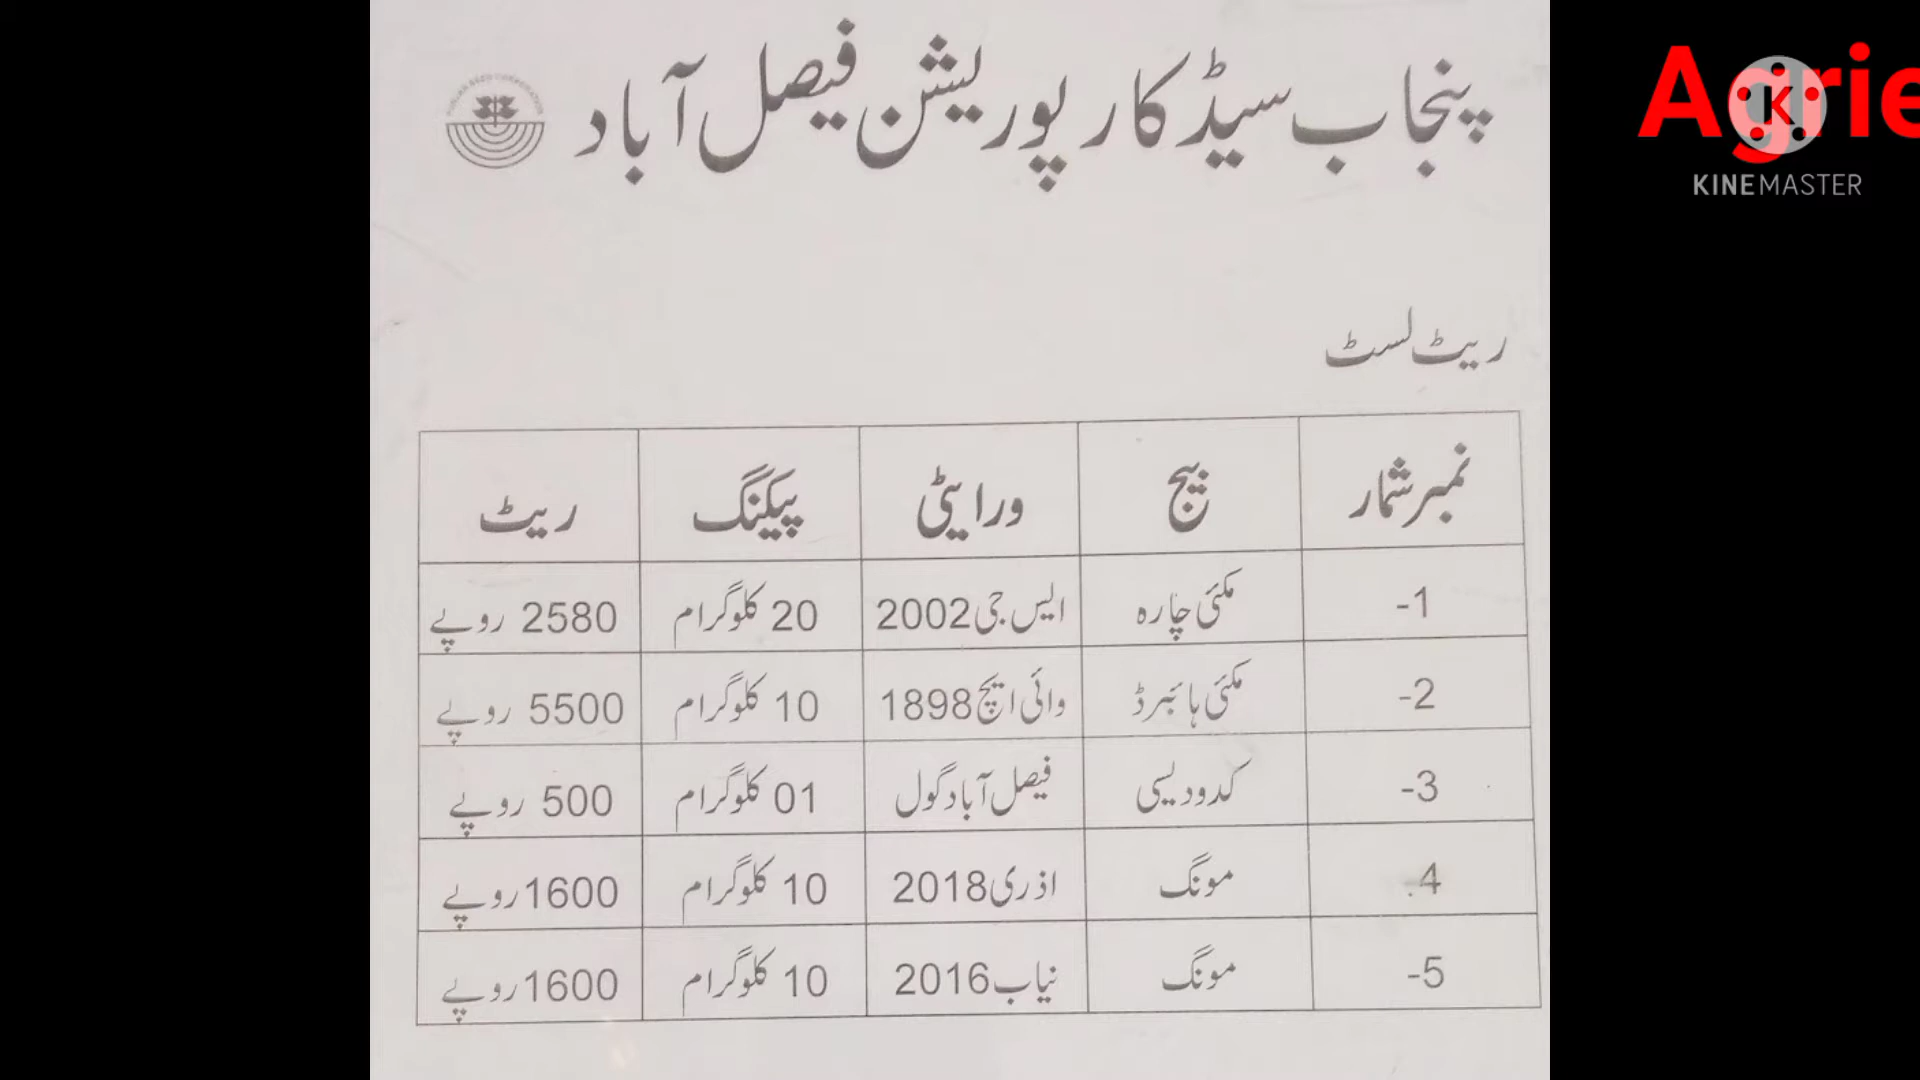 پنجاب سیڈ کارپوریشن فیصل آباد
Agrie
KINEMASTER
ریٹ لسٹ
نمبر شمار بیج ورایٹی پیکنگ ریٹ
1- مکئی چارہ ایس جی 2002 20 کلوگرام 2580 روپے
2- مکئی ہائبرڈ وائی ایچ 1898 10 کلوگرام 5500 روپے
3- کدو دیسی فیصل آباد گول 01 کلوگرام 500 روپے
4- مونگ اذری 2018 10 کلوگرام 1600 روپے
5- مونگ نیاب 2016 10 کلوگرام 1600 روپے